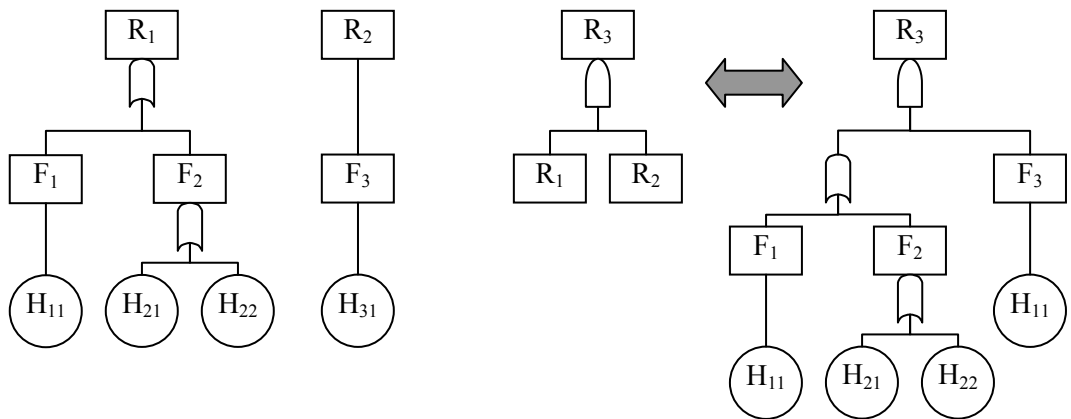 R₁ R₂ R₃ R₃
F₁ F₂ F₃ R₁ R₂ F₃
F₁ F₂
H₁₁ H₂₁ H₂₂ H₃₁ H₁₁
H₁₁ H₂₁ H₂₂